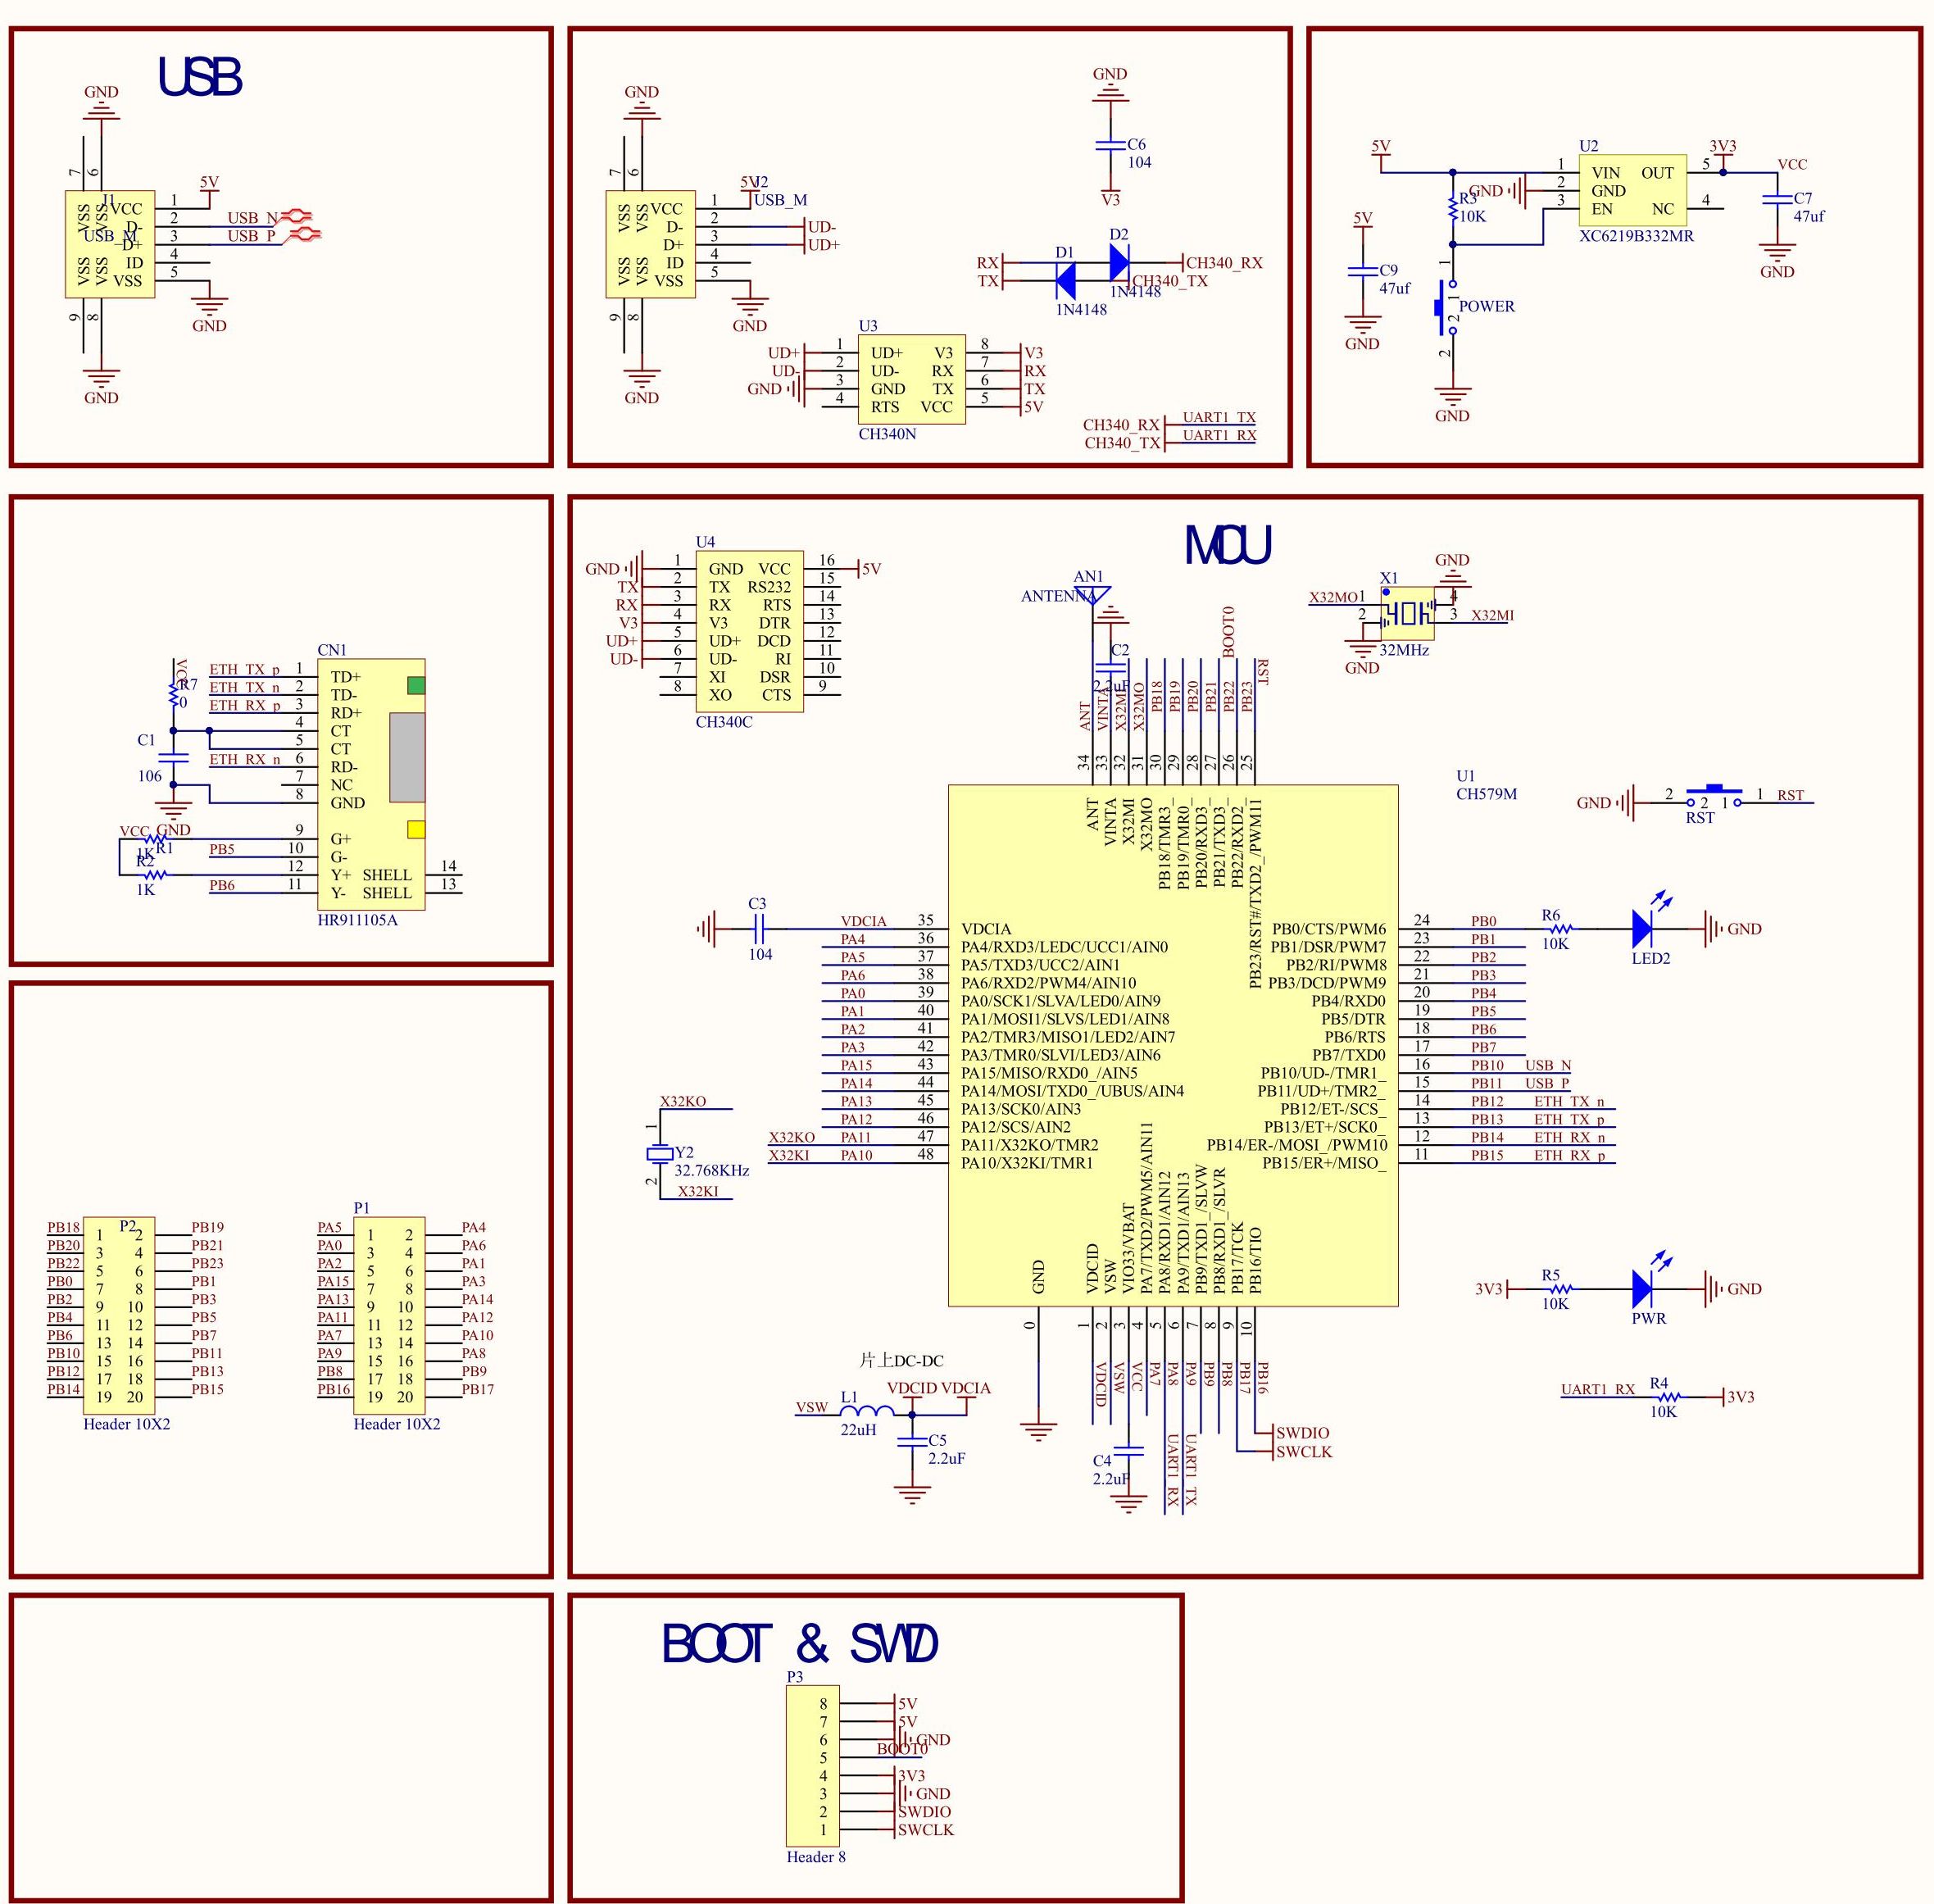 USB
GND
7
6
J1
USB_M
VSS
VSS
VCC
D-
D+
ID
VSS
VSS
VSS
1
2
3
4
5
5V
USB_N
USB_P
GND
9
8
GND
GND
7
6
5V
J2
USB_M
VSS
VSS
VCC
D-
D+
ID
VSS
VSS
VSS
1
2
3
4
5
UD-
UD+
GND
9
8
GND
GND
C6
104
V3
D2
D1
RX
TX
CH340_RX
CH340_TX
1N4148
1N4148
U3
UD+ 1 UD+ V3 8 V3
UD- 2 UD- RX 7 RX
GND 3 GND TX 6 TX
4 RTS VCC 5 5V
CH340N
CH340_RX UART1_TX
CH340_TX UART1_RX
5V
U2
3V3
VCC
1 VIN OUT 5
GND 2 GND
3 EN NC 4
XC6219B332MR
R3
10K
C7
47uf
GND
5V
C9
47uf
GND
1
1
2
2
POWER
GND
CN1
VCC
R7
0
C1
106
GND
ETH_TX_p 1 TD+
ETH_TX_n 2 TD-
ETH_RX_p 3 RD+
4 CT
5 CT
ETH_RX_n 6 RD-
7 NC
8 GND
VCC R1 1K 9 G+
PB5 10 G-
R2 1K 12 Y+ SHELL 14
PB6 11 Y- SHELL 13
HR911105A
MCU
U4
GND 1 GND VCC 16 5V
TX 2 TX RS232 15
RX 3 RX RTS 14
V3 4 V3 DTR 13
UD+ 5 UD+ DCD 12
UD- 6 UD- RI 11
7 XI DSR 10
8 XO CTS 9
CH340C
AN1
ANTENNA
C2
2.2uF
BOOT0
RST
ANT
VINTA
X32MI
X32MO
PB18
PB19
PB20
PB21
PB22
PB23
34
33
32
31
30
29
28
27
26
25
ANT
VINTA
X32MI
X32MO
PB18/TMR3_
PB19/TMR0_
PB20/RXD3_
PB21/TXD3_
PB22/RXD2_
PB23/RST#/TXD2_/PWM11
X1
GND
X32MO 1
4
2
3 X32MI
GND
32MHz
U1
CH579M
GND 2 2 1 1 RST
RST
C3
104
VDCIA 35 VDCIA
PA4 36 PA4/RXD3/LEDC/UCC1/AIN0
PA5 37 PA5/TXD3/UCC2/AIN1
PA6 38 PA6/RXD2/PWM4/AIN10
PA0 39 PA0/SCK1/SLVA/LED0/AIN9
PA1 40 PA1/MOSI1/SLVS/LED1/AIN8
PA2 41 PA2/TMR3/MISO1/LED2/AIN7
PA3 42 PA3/TMR0/SLVI/LED3/AIN6
PA15 43 PA15/MISO/RXD0_/AIN5
PA14 44 PA14/MOSI/TXD0_/UBUS/AIN4
PA13 45 PA13/SCK0/AIN3
PA12 46 PA12/SCS/AIN2
X32KO PA11 47 PA11/X32KO/TMR2
X32KI PA10 48 PA10/X32KI/TMR1
PB0/CTS/PWM6 24 PB0
PB1/DSR/PWM7 23 PB1
PB2/RI/PWM8 22 PB2
PB3/DCD/PWM9 21 PB3
PB4/RXD0 20 PB4
PB5/DTR 19 PB5
PB6/RTS 18 PB6
PB7/TXD0 17 PB7
PB10/UD-/TMR1_ 16 PB10 USB_N
PB11/UD+/TMR2_ 15 PB11 USB_P
PB12/ET-/SCS_ 14 PB12 ETH_TX_n
PB13/ET+/SCK0_ 13 PB13 ETH_TX_p
PB14/ER-/MOSI_/PWM10 12 PB14 ETH_RX_n
PB15/ER+/MISO_ 11 PB15 ETH_RX_p
R6
10K
LED2
GND
X32KO
1
Y2
32.768KHz
2
X32KI
GND
VDCID
VSW
VIO33/VBAT
PA7/TXD2/PWM5/AIN11
PA8/RXD1/AIN12
PA9/TXD1/AIN13
PB9/TXD1_/SLVW
PB8/RXD1_/SLVR
PB17/TCK
PB16/TIO
0
1
2
3
4
5
6
7
8
9
10
VDCID
VSW
VCC
PA7
PA8
PA9
PB9
PB8
PB17
PB16
UART1_RX
UART1_TX
SWDIO
SWCLK
C4
2.2uF
片上DC-DC
VDCID VDCIA
VSW
L1
22uH
C5
2.2uF
3V3
R5
10K
PWR
GND
UART1_RX
R4
10K
3V3
P2
PB18 1 2 PB19
PB20 3 4 PB21
PB22 5 6 PB23
PB0 7 8 PB1
PB2 9 10 PB3
PB4 11 12 PB5
PB6 13 14 PB7
PB10 15 16 PB11
PB12 17 18 PB13
PB14 19 20 PB15
Header 10X2
P1
PA5 1 2 PA4
PA0 3 4 PA6
PA2 5 6 PA1
PA15 7 8 PA3
PA13 9 10 PA14
PA11 11 12 PA12
PA7 13 14 PA10
PA9 15 16 PA8
PB8 17 18 PB9
PB16 19 20 PB17
Header 10X2
BOOT & SWD
P3
8 5V
7 5V
6 GND
5 BOOT0
4 3V3
3 GND
2 SWDIO
1 SWCLK
Header 8